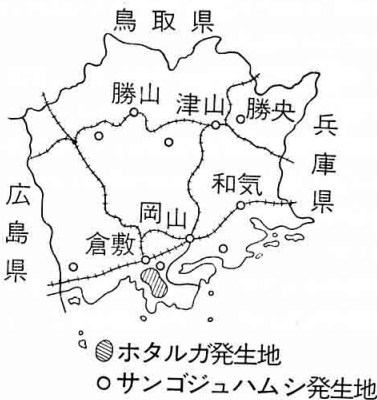 鳥取県
勝山
津山
勝央
兵庫県
和気
広島県
岡山
倉敷
ホタルガ発生地
サンゴジュハムシ発生地